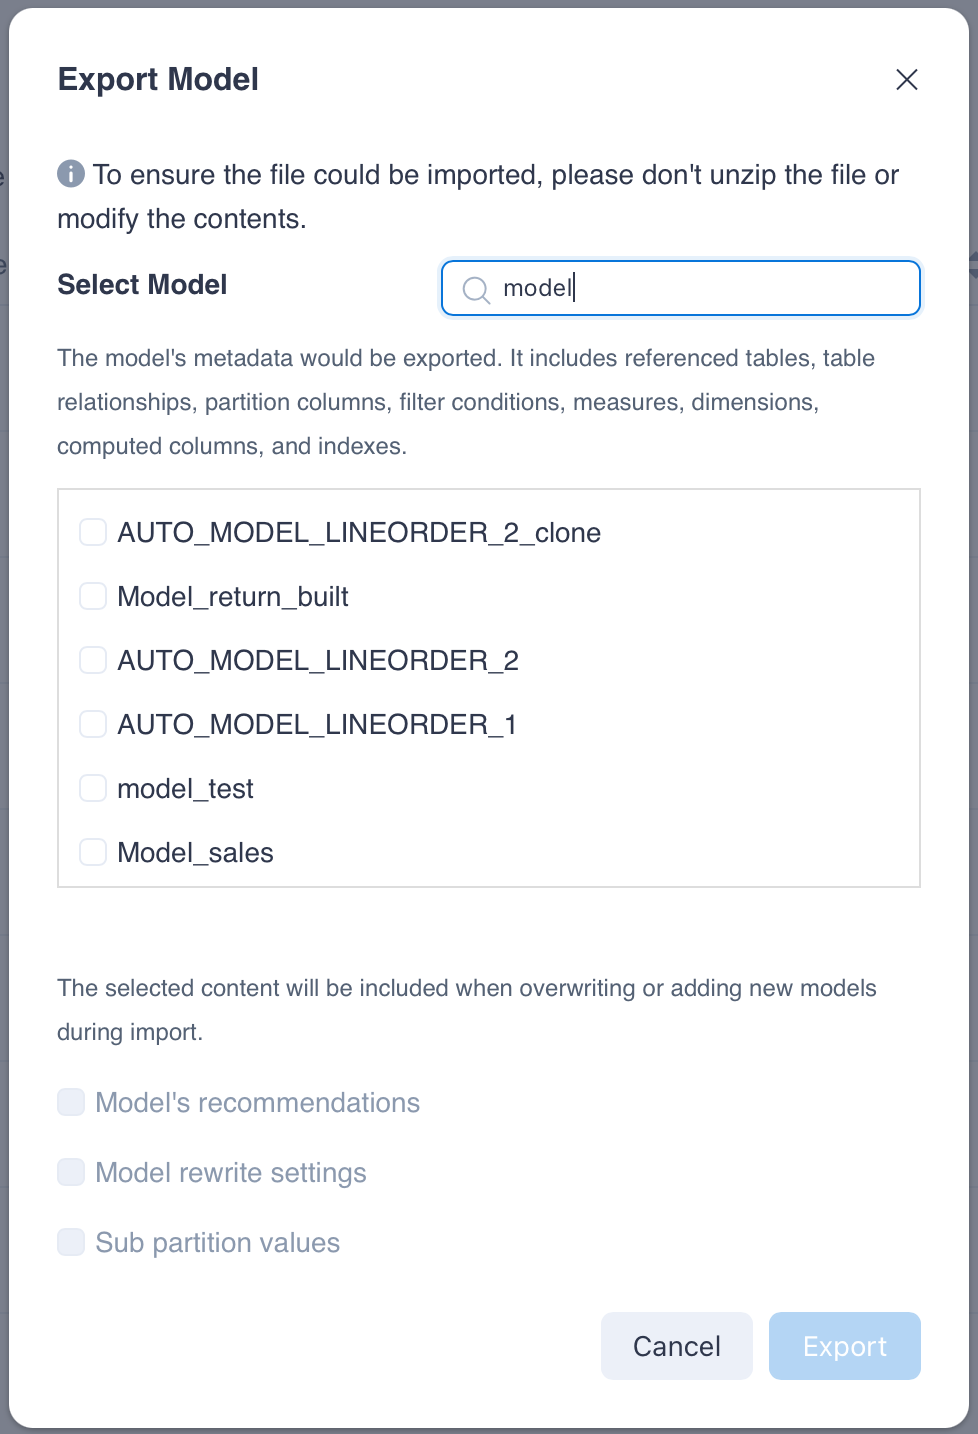 Export Model
To ensure the file could be imported, please don't unzip the file or
modify the contents.
Select Model
model
The model's metadata would be exported. It includes referenced tables, table
relationships, partition columns, filter conditions, measures, dimensions,
computed columns, and indexes.
AUTO_MODEL_LINEORDER_2_clone
Model_return_built
AUTO_MODEL_LINEORDER_2
AUTO_MODEL_LINEORDER_1
model_test
Model_sales
The selected content will be included when overwriting or adding new models
during import.
Model's recommendations
Model rewrite settings
Sub partition values
Cancel
Export